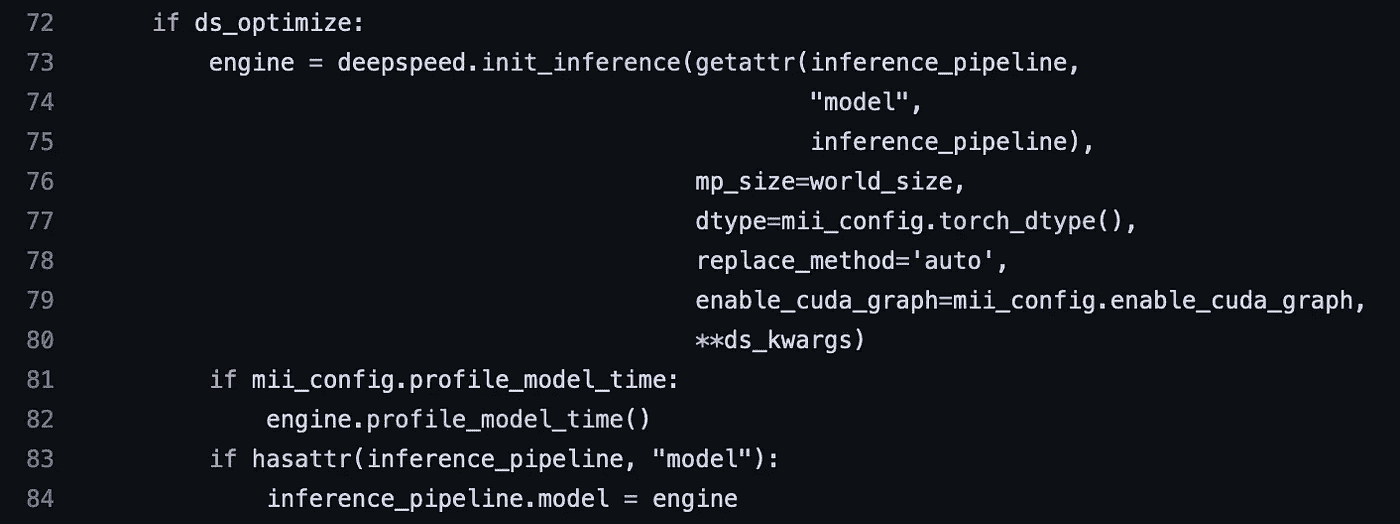 72 if ds_optimize:
73 engine = deepspeed.init_inference(getattr(inference_pipeline,
74 "model",
75 inference_pipeline),
76 mp_size=world_size,
77 dtype=mii_config.torch_dtype(),
78 replace_method='auto',
79 enable_cuda_graph=mii_config.enable_cuda_graph,
80 **ds_kwargs)
81 if mii_config.profile_model_time:
82 engine.profile_model_time()
83 if hasattr(inference_pipeline, "model"):
84 inference_pipeline.model = engine